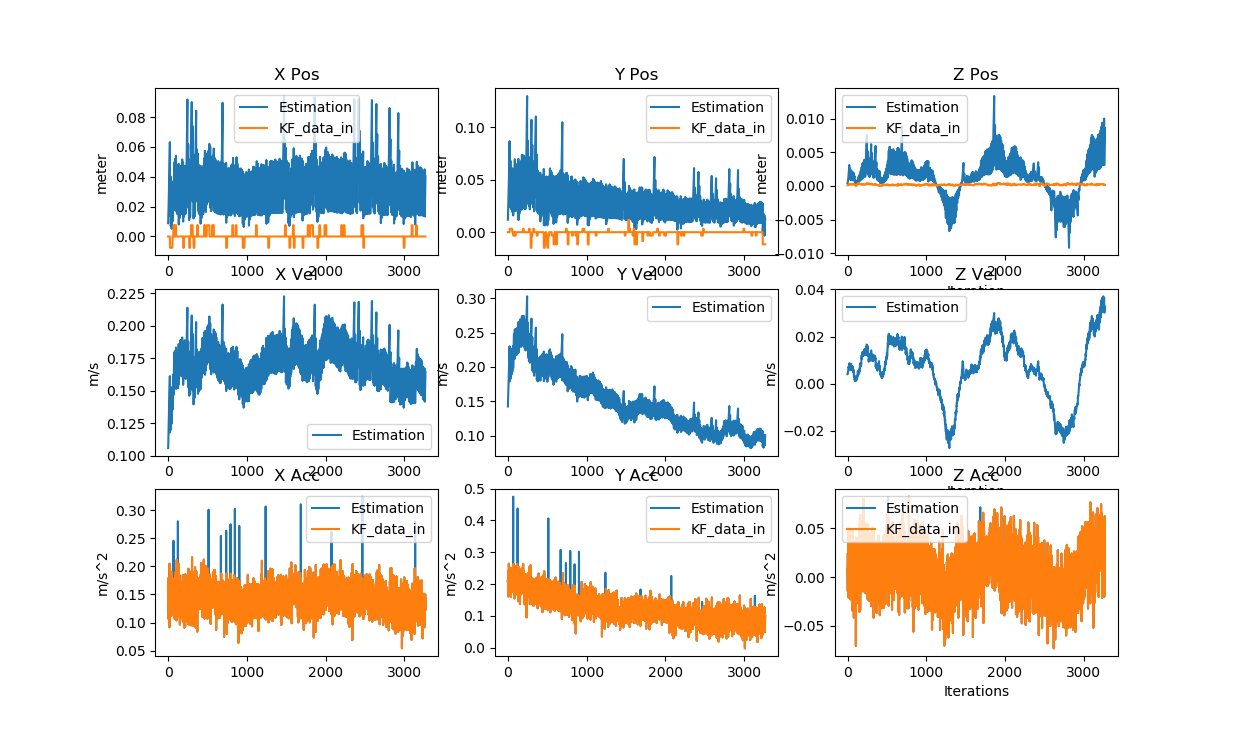 X Pos
Y Pos
Z Pos
Estimation
KF_data_in
Estimation
KF_data_in
Estimation
KF_data_in
meter
meter
meter
0.08
0.06
0.04
0.02
0.00
0.10
0.05
0.00
0.010
0.005
0.000
−0.005
−0.010
0 1000 2000 3000
0 1000 2000 3000
0 1000 2000 3000
X Vel
Y Vel
Z Vel
Estimation
Estimation
Estimation
m/s
m/s
m/s
0.225
0.200
0.175
0.150
0.125
0.100
0.30
0.25
0.20
0.15
0.10
0.04
0.02
0.00
−0.02
0 1000 2000 3000
0 1000 2000 3000
0 1000 2000 3000
X Acc
Y Acc
Z Acc
Estimation
KF_data_in
Estimation
KF_data_in
Estimation
KF_data_in
m/s^2
m/s^2
m/s^2
0.30
0.25
0.20
0.15
0.10
0.05
0.5
0.4
0.3
0.2
0.1
0.0
0.05
0.00
−0.05
0 1000 2000 3000
0 1000 2000 3000
0 1000 2000 3000
Iterations